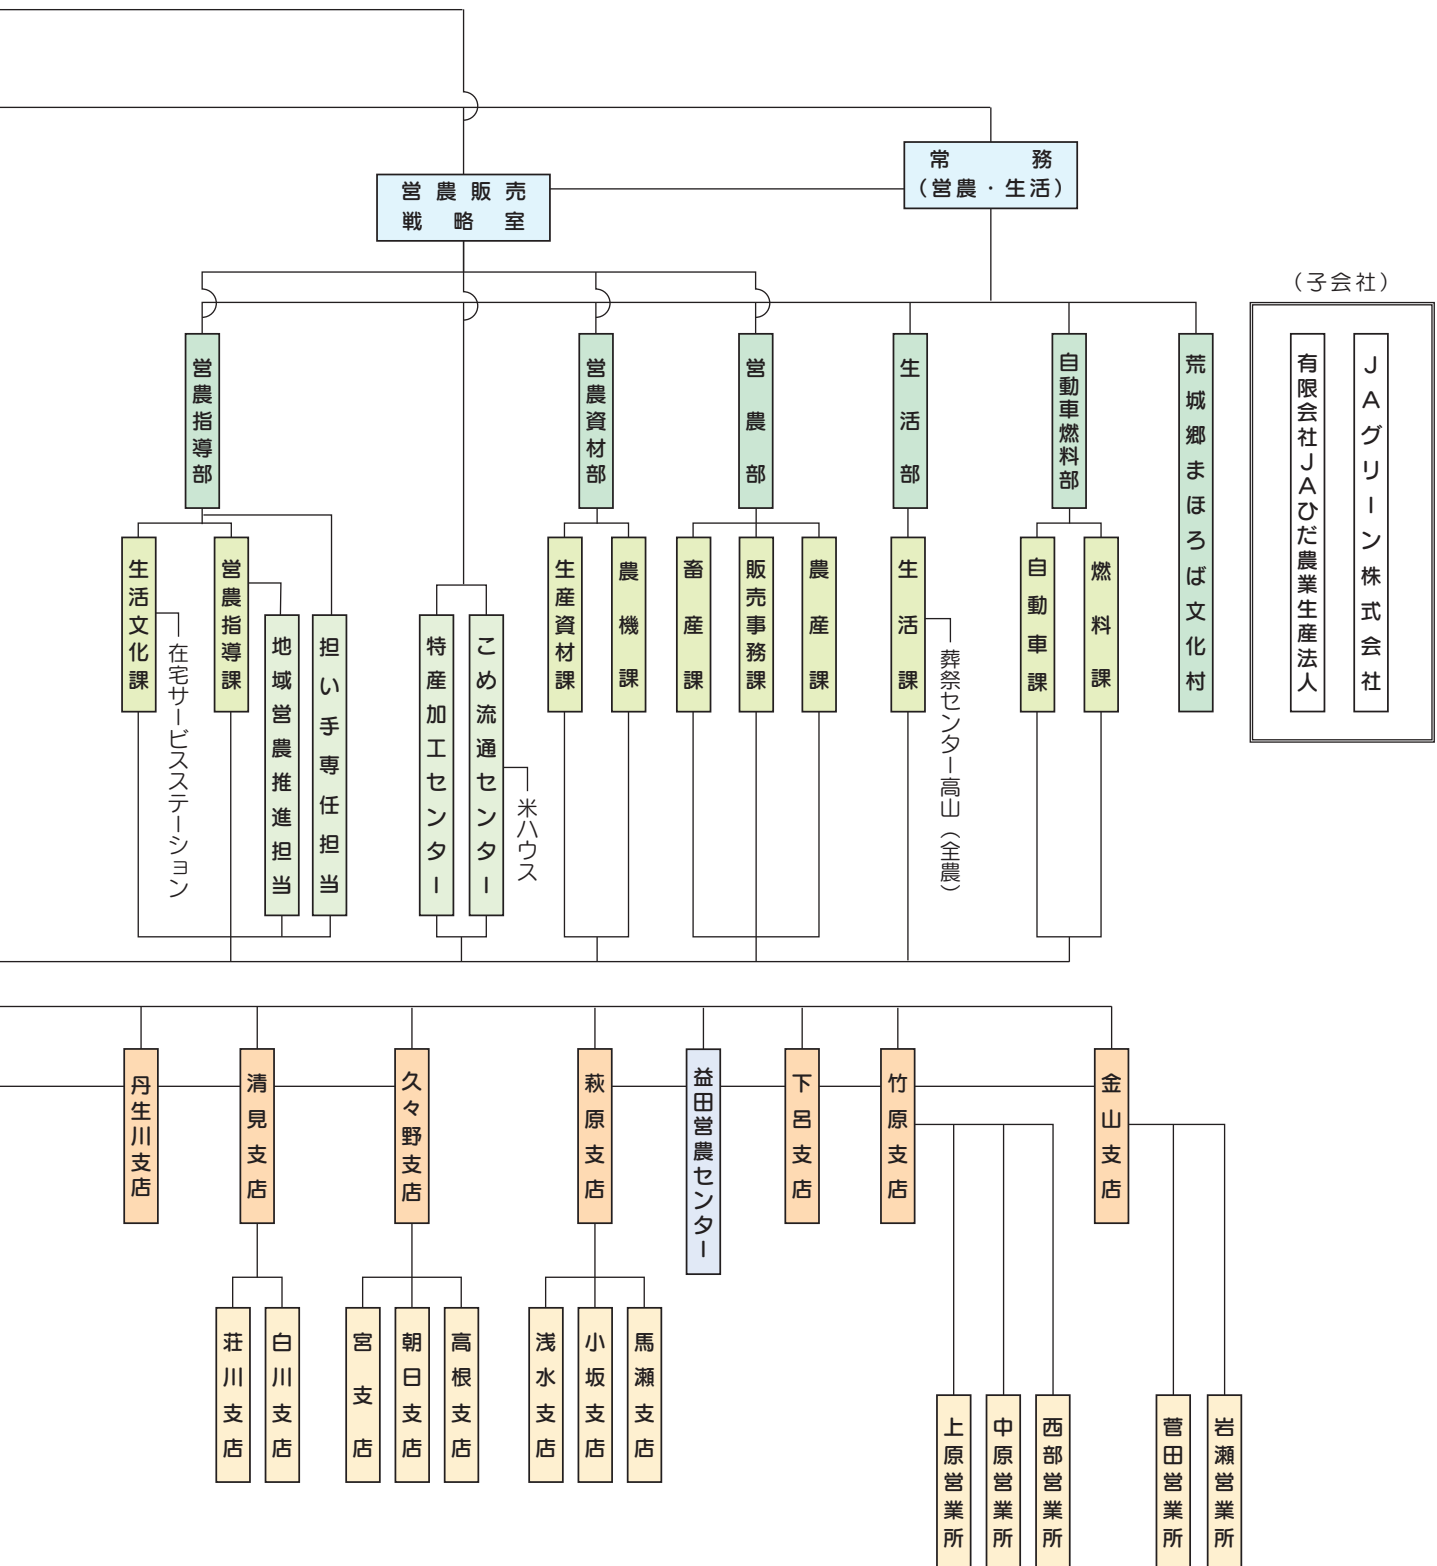 常務
（営農・生活）
営農販売
戦略室
（子会社）
営農指導部
営農資材部
営農部
生活部
自動車燃料部
荒城郷まほろば文化村
有限会社ＪＡひだ農業生産法人
ＪＡグリーン株式会社
生活文化課
在宅サービスステーション
営農指導課
地域営農推進担当
担い手専任担当
特産加工センター
こめ流通センター
米ハウス
生産資材課
農機課
畜産課
販売事務課
農産課
生活課
葬祭センター高山（全農）
自動車課
燃料課
丹生川支店
清見支店
久々野支店
萩原支店
益田営農センター
下呂支店
竹原支店
金山支店
荘川支店
白川支店
宮支店
朝日支店
高根支店
浅水支店
小坂支店
馬瀬支店
上原営業所
中原営業所
西部営業所
菅田営業所
岩瀬営業所